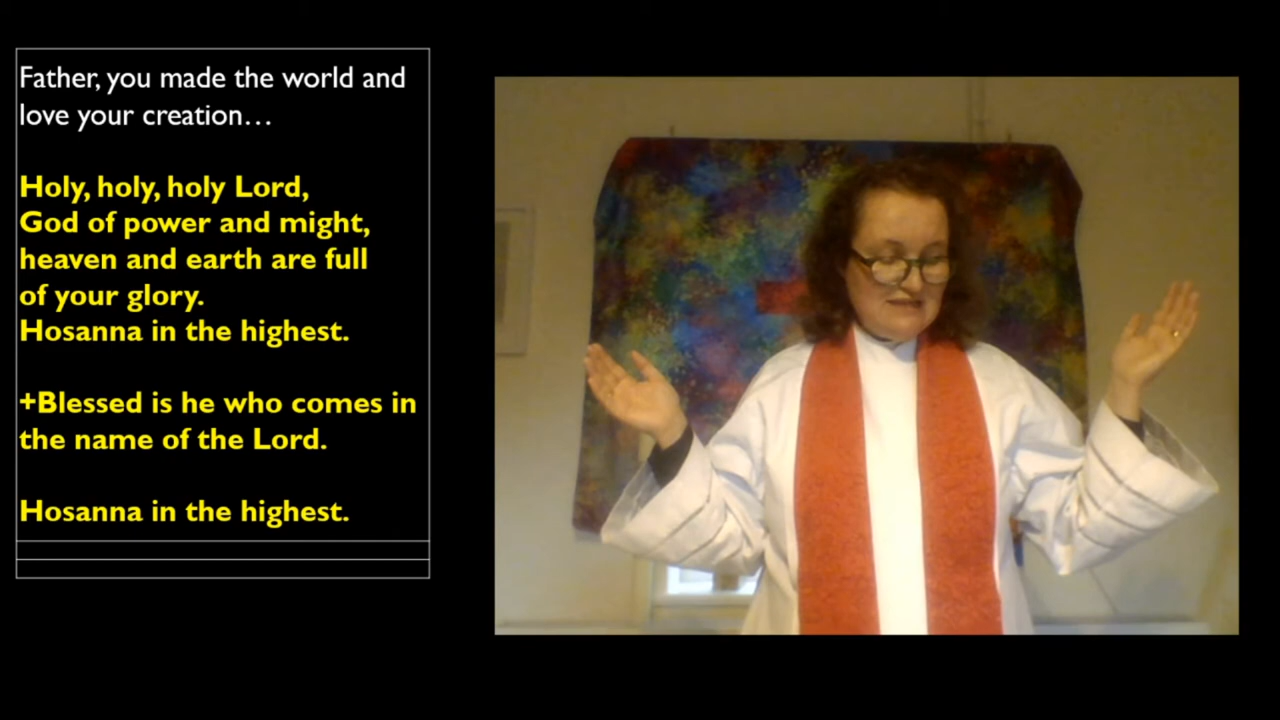 Father, you made the world and
love your creation…
Holy, holy, holy Lord,
God of power and might,
heaven and earth are full
of your glory.
Hosanna in the highest.
+Blessed is he who comes in
the name of the Lord.
Hosanna in the highest.